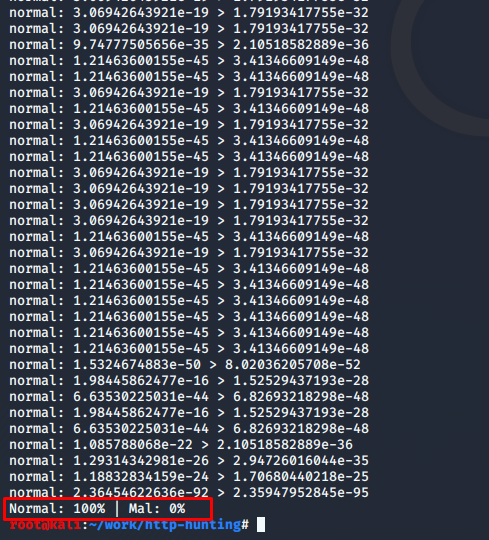 normal: 3.06942643921e-19 > 1.79193417755e-32
normal: 9.74777505656e-35 > 2.10518582889e-36
normal: 1.21463600155e-45 > 3.41346609149e-48
normal: 1.21463600155e-45 > 3.41346609149e-48
normal: 3.06942643921e-19 > 1.79193417755e-32
normal: 1.21463600155e-45 > 3.41346609149e-48
normal: 3.06942643921e-19 > 1.79193417755e-32
normal: 1.21463600155e-45 > 3.41346609149e-48
normal: 1.21463600155e-45 > 3.41346609149e-48
normal: 3.06942643921e-19 > 1.79193417755e-32
normal: 3.06942643921e-19 > 1.79193417755e-32
normal: 3.06942643921e-19 > 1.79193417755e-32
normal: 3.06942643921e-19 > 1.79193417755e-32
normal: 1.21463600155e-45 > 3.41346609149e-48
normal: 3.06942643921e-19 > 1.79193417755e-32
normal: 1.21463600155e-45 > 3.41346609149e-48
normal: 1.21463600155e-45 > 3.41346609149e-48
normal: 1.21463600155e-45 > 3.41346609149e-48
normal: 1.21463600155e-45 > 3.41346609149e-48
normal: 1.21463600155e-45 > 3.41346609149e-48
normal: 1.21463600155e-45 > 3.41346609149e-48
normal: 1.5324674883e-50 > 8.02036205708e-52
normal: 1.98445862477e-16 > 1.52529437193e-28
normal: 6.63530225031e-44 > 6.82693218298e-48
normal: 1.98445862477e-16 > 1.52529437193e-28
normal: 6.63530225031e-44 > 6.82693218298e-48
normal: 1.085788068e-22 > 2.10518582889e-36
normal: 1.29314342981e-26 > 2.94726016044e-35
normal: 1.18832834159e-24 > 1.70680440218e-25
normal: 2.36454622636e-92 > 2.35947952845e-95
Normal: 100% | Mal: 0%
root@kali:~/work/http-hunting#